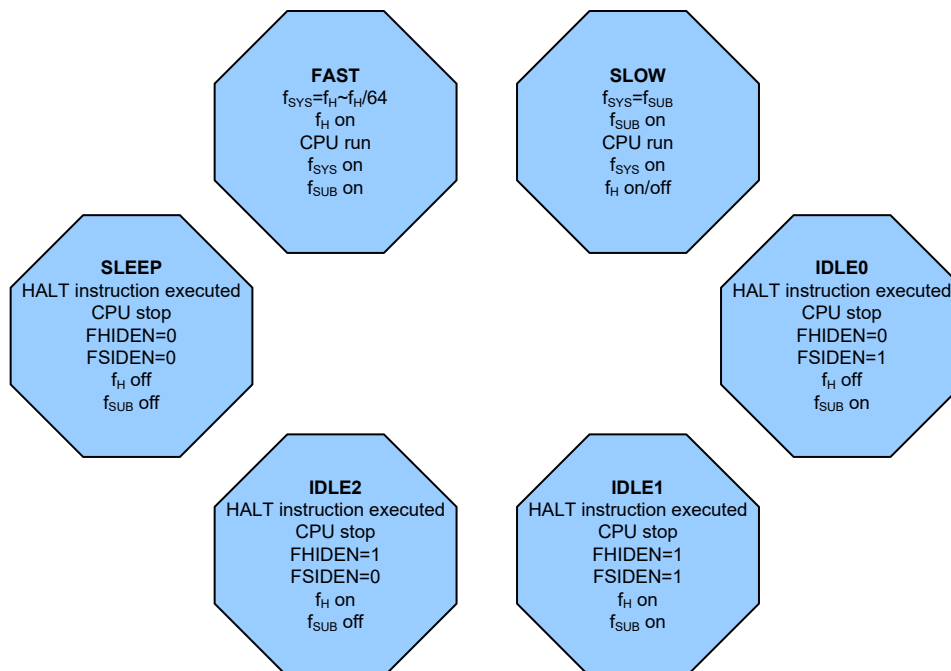 FAST
fSYS=fH~fH/64
fH on
CPU run
fSYS on
fSUB on
SLOW
fSYS=fSUB
fSUB on
CPU run
fSYS on
fH on/off
SLEEP
HALT instruction executed
CPU stop
FHIDEN=0
FSIDEN=0
fH off
fSUB off
IDLE0
HALT instruction executed
CPU stop
FHIDEN=0
FSIDEN=1
fH off
fSUB on
IDLE2
HALT instruction executed
CPU stop
FHIDEN=1
FSIDEN=0
fH on
fSUB off
IDLE1
HALT instruction executed
CPU stop
FHIDEN=1
FSIDEN=1
fH on
fSUB on